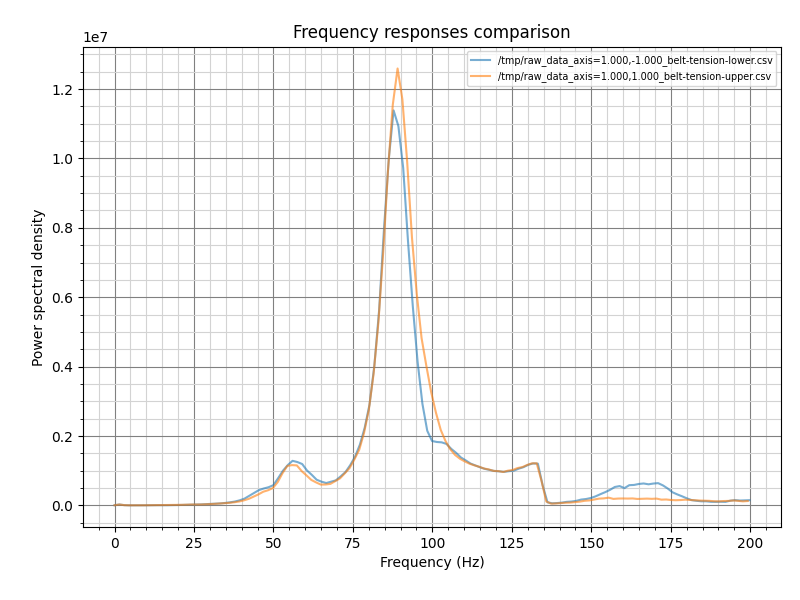 Frequency responses comparison
1e7
/tmp/raw_data_axis=1.000,-1.000_belt-tension-lower.csv
/tmp/raw_data_axis=1.000,1.000_belt-tension-upper.csv
1.2
1.0
0.8
0.6
0.4
0.2
0.0
Power spectral density
0 25 50 75 100 125 150 175 200
Frequency (Hz)